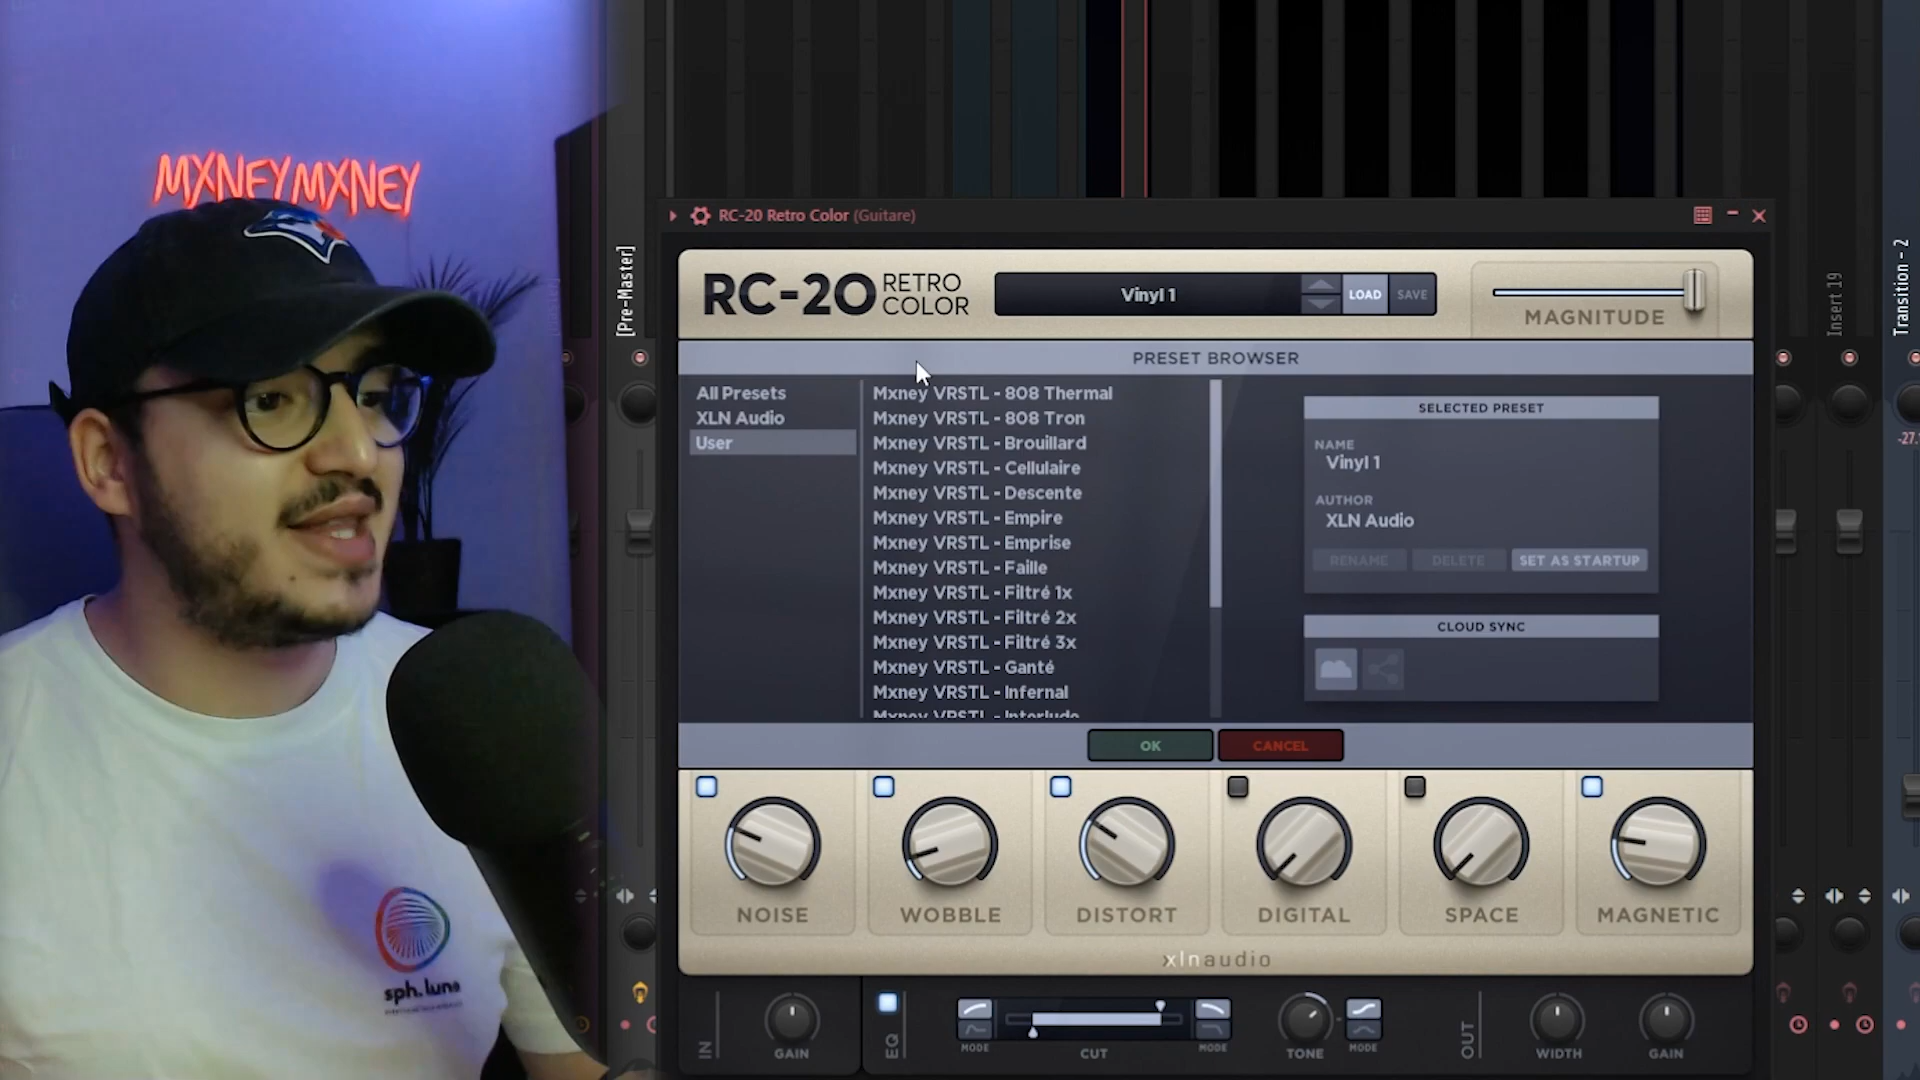 MXNEYMXNEY
sph.luna
[Pre-Master]
RC-20 Retro Color (Guitare)
RC-20 RETRO COLOR
Vinyl 1
LOAD
SAVE
MAGNITUDE
PRESET BROWSER
All Presets
XLN Audio
User
Mxney VRSTL - 808 Thermal
Mxney VRSTL - 808 Tron
Mxney VRSTL - Brouillard
Mxney VRSTL - Cellulaire
Mxney VRSTL - Descente
Mxney VRSTL - Empire
Mxney VRSTL - Emprise
Mxney VRSTL - Faille
Mxney VRSTL - Filtré 1x
Mxney VRSTL - Filtré 2x
Mxney VRSTL - Filtré 3x
Mxney VRSTL - Ganté
Mxney VRSTL - Infernal
Mxney VRSTL - Interlude
SELECTED PRESET
NAME
Vinyl 1
AUTHOR
XLN Audio
RENAME
DELETE
SET AS STARTUP
CLOUD SYNC
OK
CANCEL
NOISE
WOBBLE
DISTORT
DIGITAL
SPACE
MAGNETIC
xlnaudio
IN
GAIN
EQ
MODE
CUT
MODE
TONE
MODE
OUT
WIDTH
GAIN
Insert 19
Transition - 2